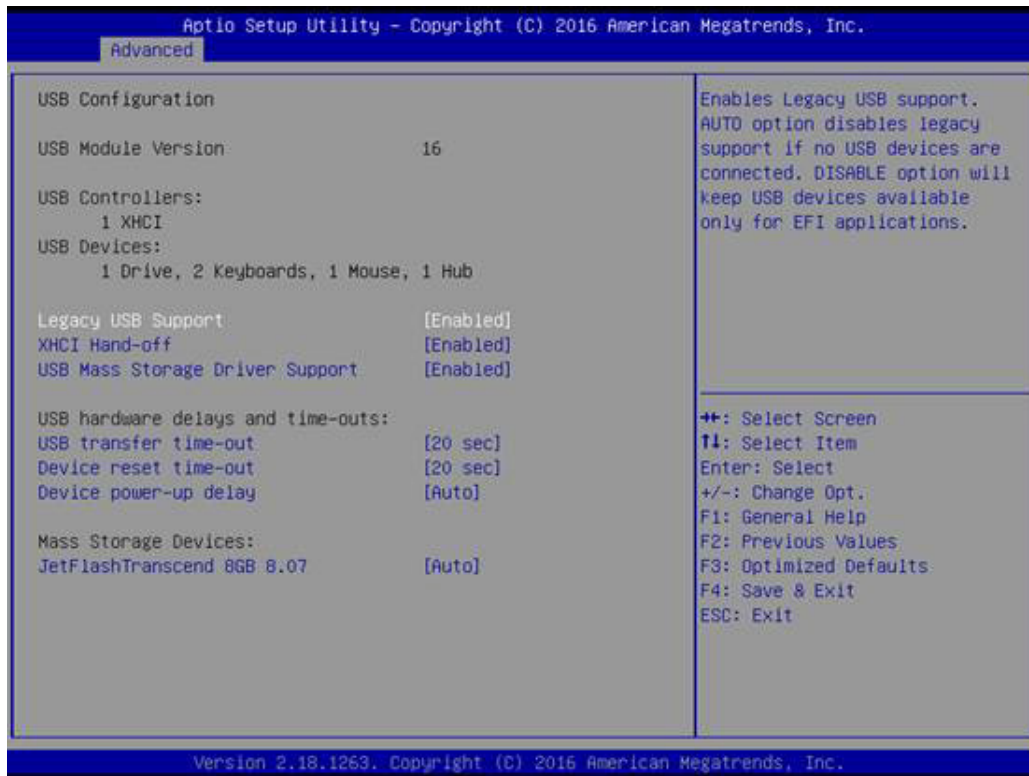 Aptio Setup Utility – Copyright (C) 2016 American Megatrends, Inc.
Advanced
USB Configuration
USB Module Version 16
USB Controllers:
1 XHCI
USB Devices:
1 Drive, 2 Keyboards, 1 Mouse, 1 Hub
Legacy USB Support [Enabled]
XHCI Hand-off [Enabled]
USB Mass Storage Driver Support [Enabled]
USB hardware delays and time-outs:
USB transfer time-out [20 sec]
Device reset time-out [20 sec]
Device power-up delay [Auto]
Mass Storage Devices:
JetFlashTranscend 8GB 8.07 [Auto]
Enables Legacy USB support.
AUTO option disables legacy
support if no USB devices are
connected. DISABLE option will
keep USB devices available
only for EFI applications.
→←: Select Screen
↑↓: Select Item
Enter: Select
+/-: Change Opt.
F1: General Help
F2: Previous Values
F3: Optimized Defaults
F4: Save & Exit
ESC: Exit
Version 2.18.1263. Copyright (C) 2016 American Megatrends, Inc.